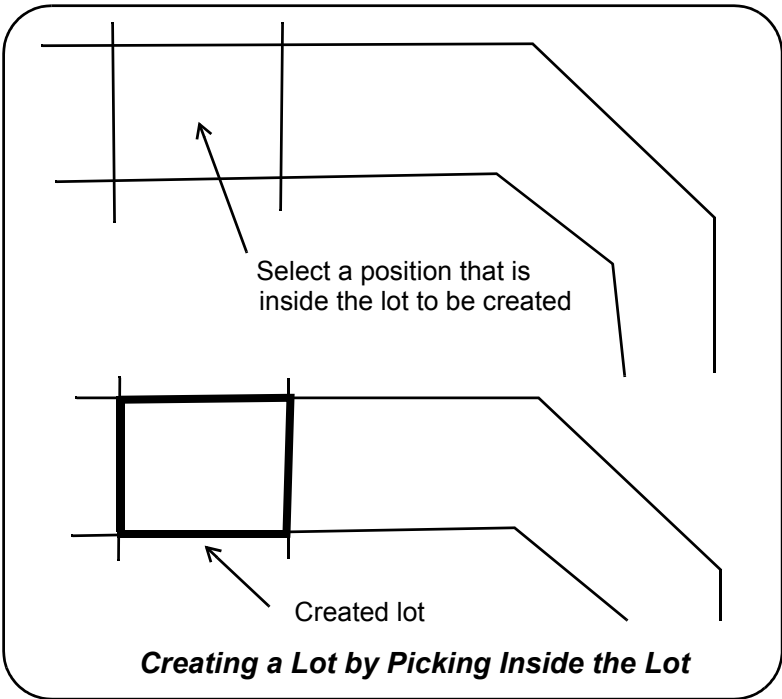 Select a position that is
inside the lot to be created
Created lot
Creating a Lot by Picking Inside the Lot